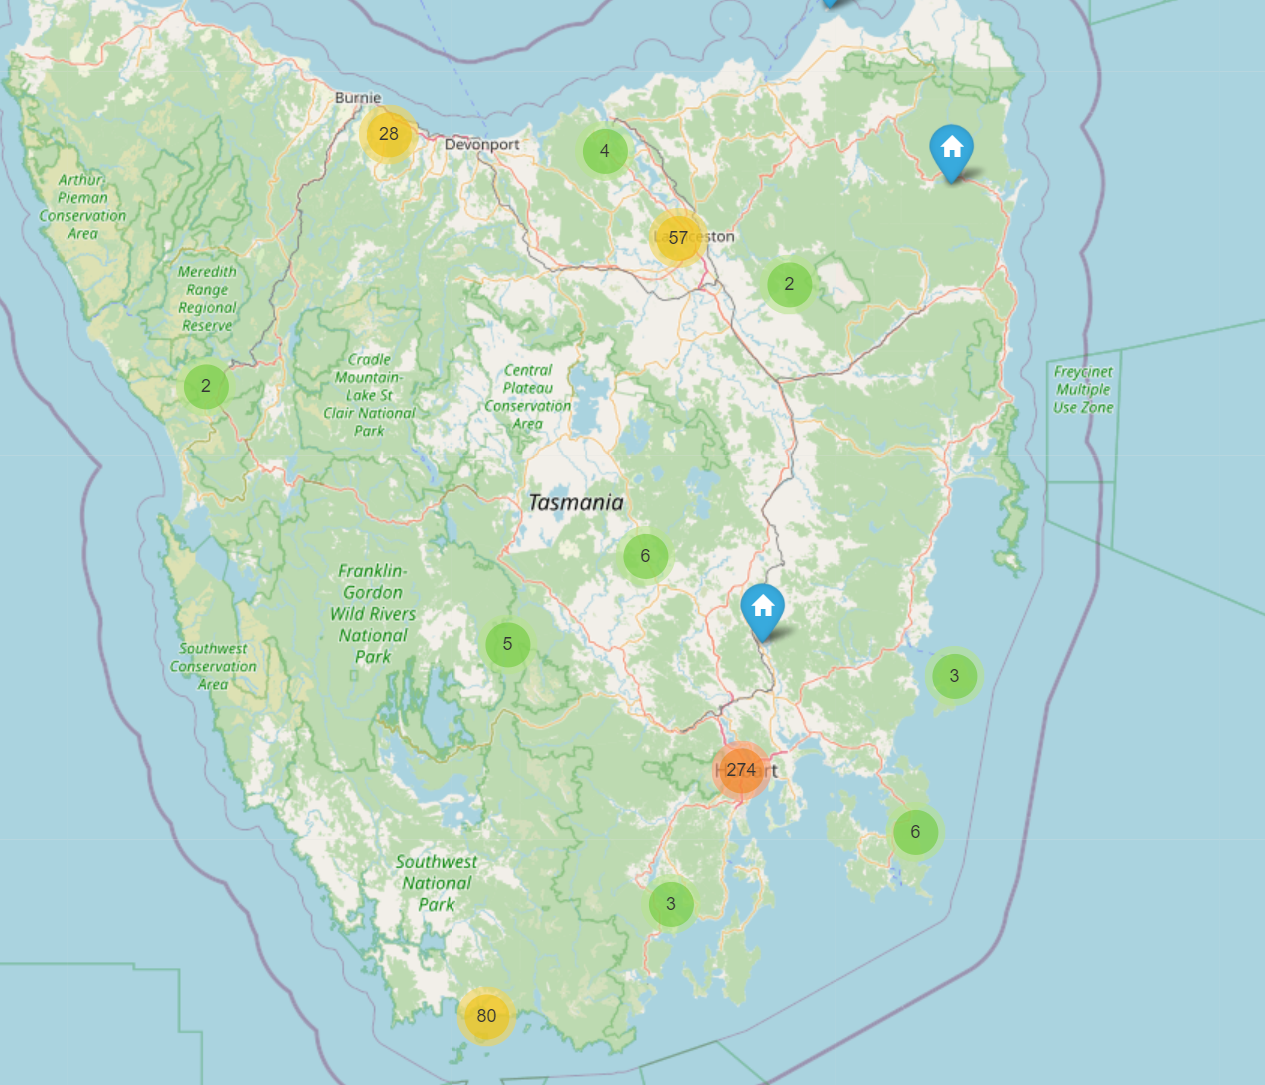 Burnie
28
Devonport
4
Arthur
Pieman
Conservation
Area
57
Launceston
2
Meredith
Range
Regional
Reserve
Cradle
Mountain-
Lake St
Clair National
Park
Central
Plateau
Conservation
Area
Freycinet
Multiple
Use Zone
2
Tasmania
6
Franklin-
Gordon
Wild Rivers
National
Park
5
Southwest
Conservation
Area
3
274
Hobart
6
Southwest
National
Park
3
80